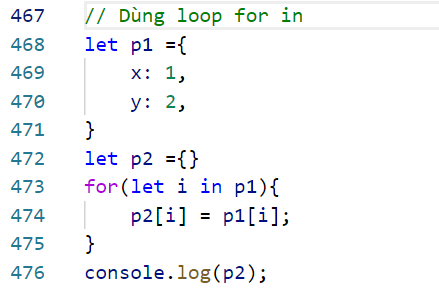 467 // Dùng loop for in
468 let p1 ={
469 x: 1,
470 y: 2,
471 }
472 let p2 ={}
473 for(let i in p1){
474 p2[i] = p1[i];
475 }
476 console.log(p2);